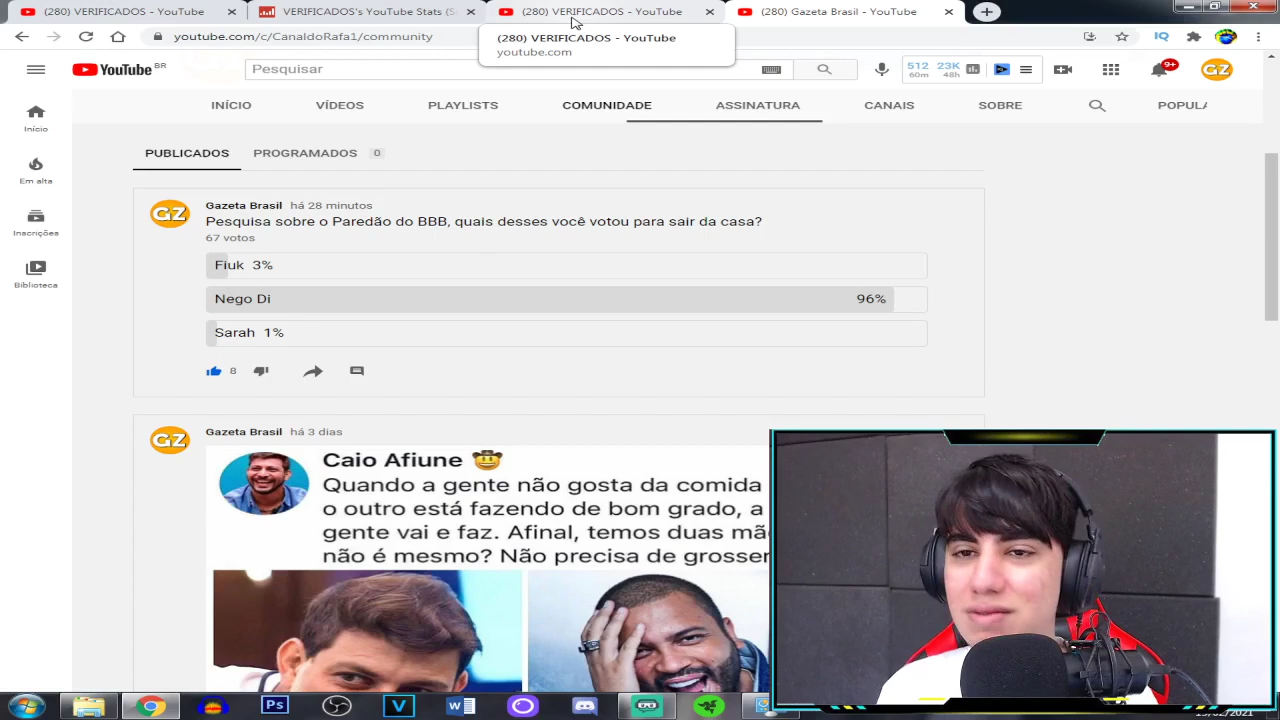 (280) VERIFICADOS - YouTube
VERIFICADOS's YouTube Stats (S
(280) VERIFICADOS - YouTube
(280) Gazeta Brasil - YouTube
(280) VERIFICADOS - YouTube
youtube.com
youtube.com/c/CanaldoRafa1/community
YouTube BR
Pesquisar
512 60m
23K 48h
9+
GZ
INÍCIO VÍDEOS PLAYLISTS COMUNIDADE ASSINATURA CANAIS SOBRE POPULA
Início
Em alta
Inscrições
Biblioteca
PUBLICADOS PROGRAMADOS 0
GZ
Gazeta Brasil há 28 minutos
Pesquisa sobre o Paredão do BBB, quais desses você votou para sair da casa?
67 votos
Fiuk 3%
Nego Di 96%
Sarah 1%
8
GZ
Gazeta Brasil há 3 dias
Caio Afiune 🤠
Quando a gente não gosta da comida
o outro está fazendo de bom grado, a
gente vai e faz. Afinal, temos duas mão
não é mesmo? Não precisa de grosser
Ps